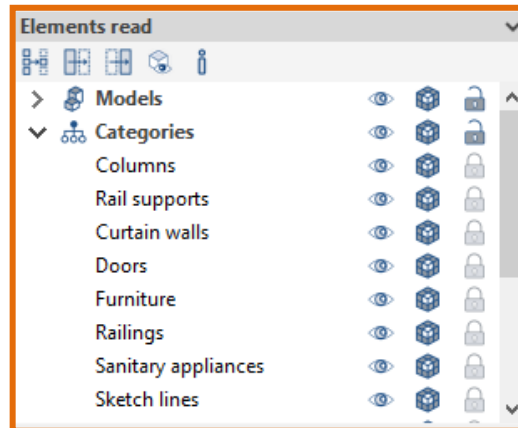 Elements read
Models
Categories
Columns
Rail supports
Curtain walls
Doors
Furniture
Railings
Sanitary appliances
Sketch lines